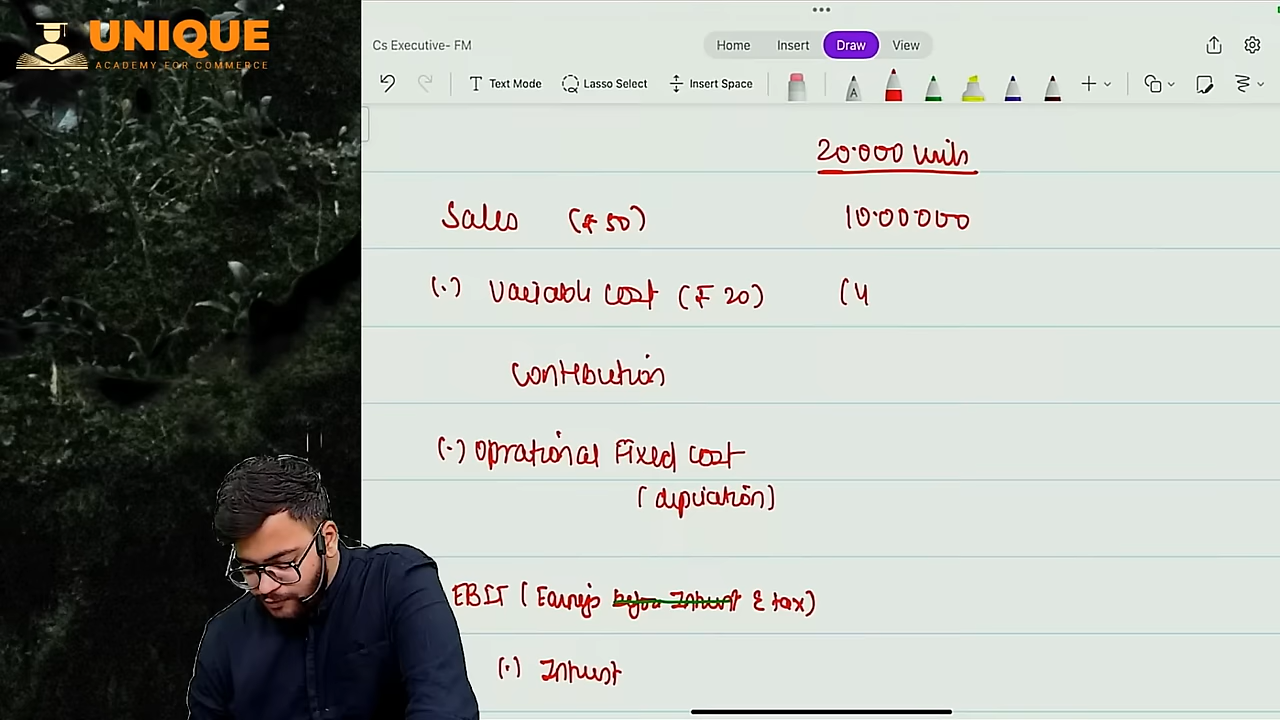 UNIQUE
ACADEMY FOR COMMERCE
Cs Executive- FM
Home Insert Draw View
Text Mode Lasso Select Insert Space
20.000 units
Sales (₹ 50) 10.00.000
(-) Variable cost (₹ 20) (4
Contribution
(-) Oprational Fixed cost
(depriation)
EBIT (Earnings before Interest & tax)
(-) Interest